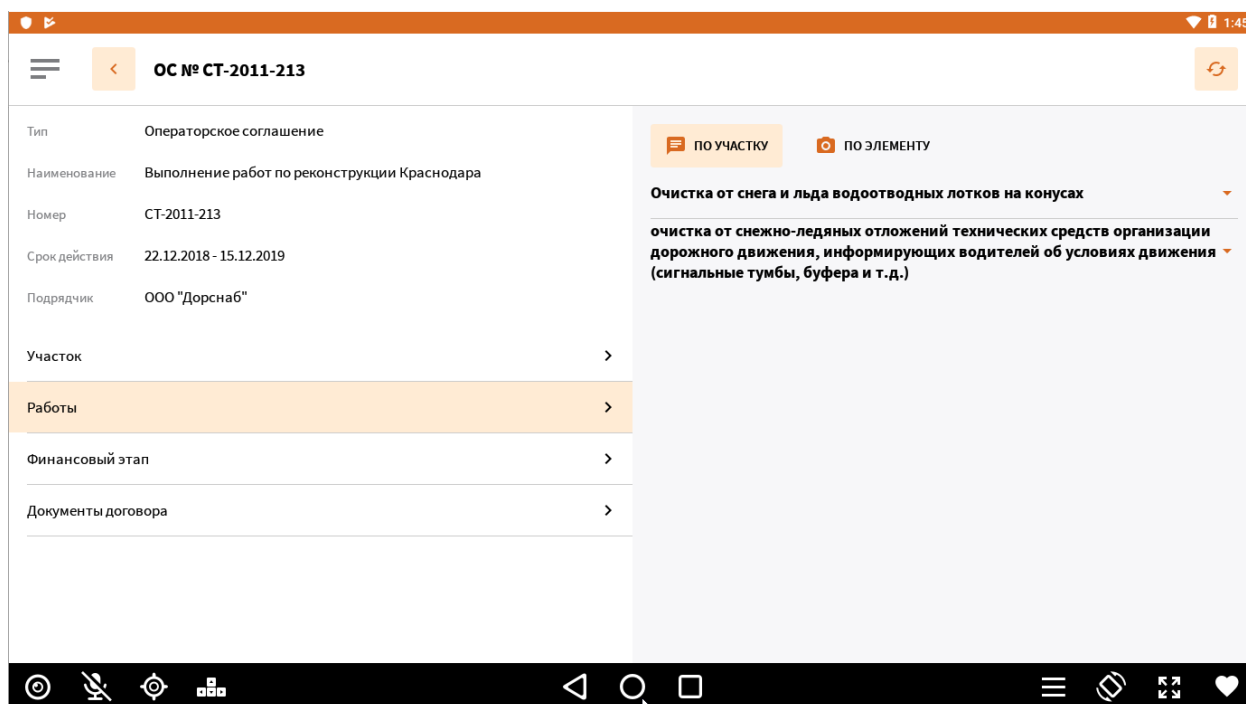 1:45
ОС № СТ-2011-213
Тип Операторское соглашение
Наименование Выполнение работ по реконструкции Краснодара
Номер СТ-2011-213
Срок действия 22.12.2018 - 15.12.2019
Подрядчик ООО "Дорснаб"
Участок
Работы
Финансовый этап
Документы договора
ПО УЧАСТКУ ПО ЭЛЕМЕНТУ
Очистка от снега и льда водоотводных лотков на конусах
очистка от снежно-ледяных отложений технических средств организации
дорожного движения, информирующих водителей об условиях движения
(сигнальные тумбы, буфера и т.д.)